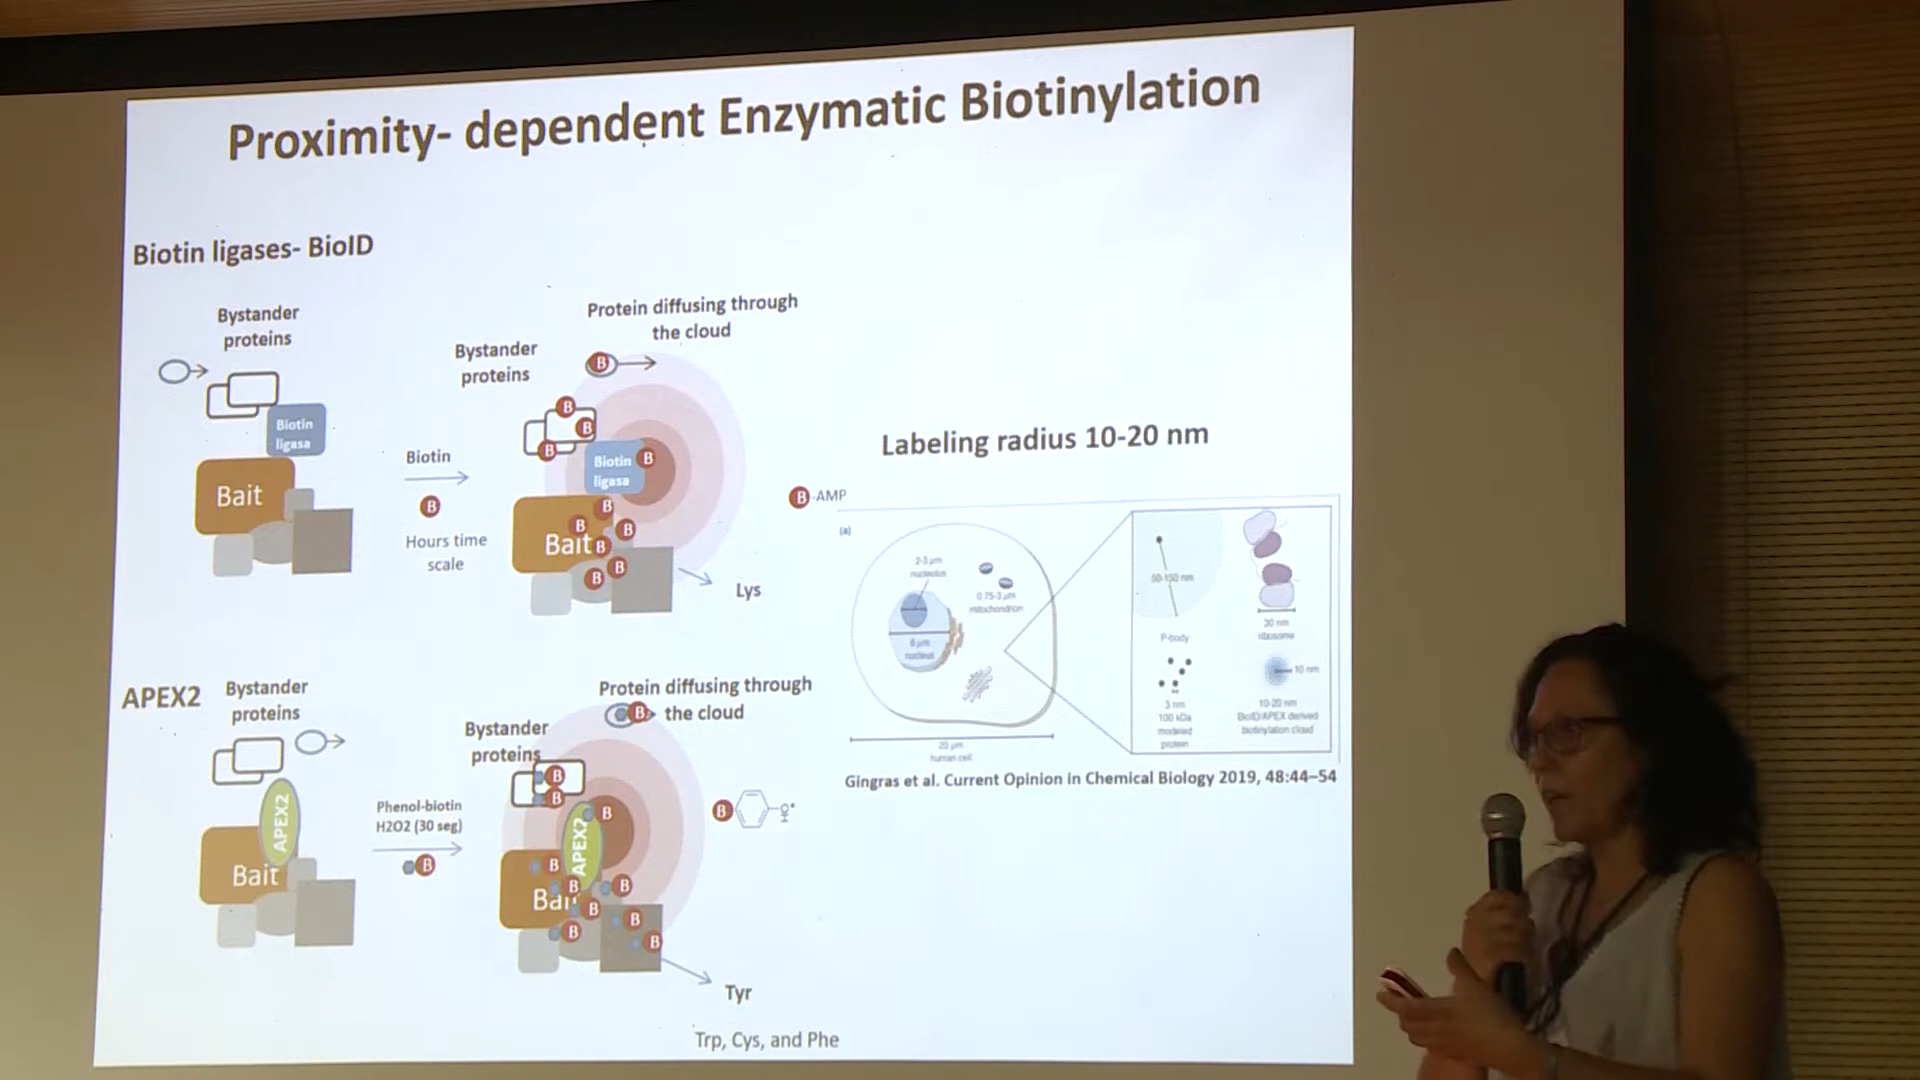 Proximity- dependent Enzymatic Biotinylation
Biotin ligases- BioID
Bystander
proteins
Biotin
ligasa
Bait
Biotin
B
Hours time
scale
Protein diffusing through
the cloud
Bystander
proteins
B
B
B
B
Biotin
ligasa
B
B
B
B
Bait
B
B
B
Lys
B -AMP
Labeling radius 10-20 nm
(a)
2-3 µm
nucleolus
6 µm
nucleus
0.75-3 µm
mitochondrion
20 µm
human cell
50-150 nm
P-body
30 nm
ribosome
3 nm
100 kDa
modeled
protein
10 nm
10-20 nm
BioID/APEX derived
biotinylation cloud
Gingras et al. Current Opinion in Chemical Biology 2019, 48:44–54
APEX2
Bystander
proteins
APEX2
Bait
Phenol-biotin
H2O2 (30 seg)
B
Protein diffusing through
B the cloud
Bystander
proteins
B
B
B
APEX2
B
B
B
Bai
B
B
B
B
B
Tyr
Trp, Cys, and Phe